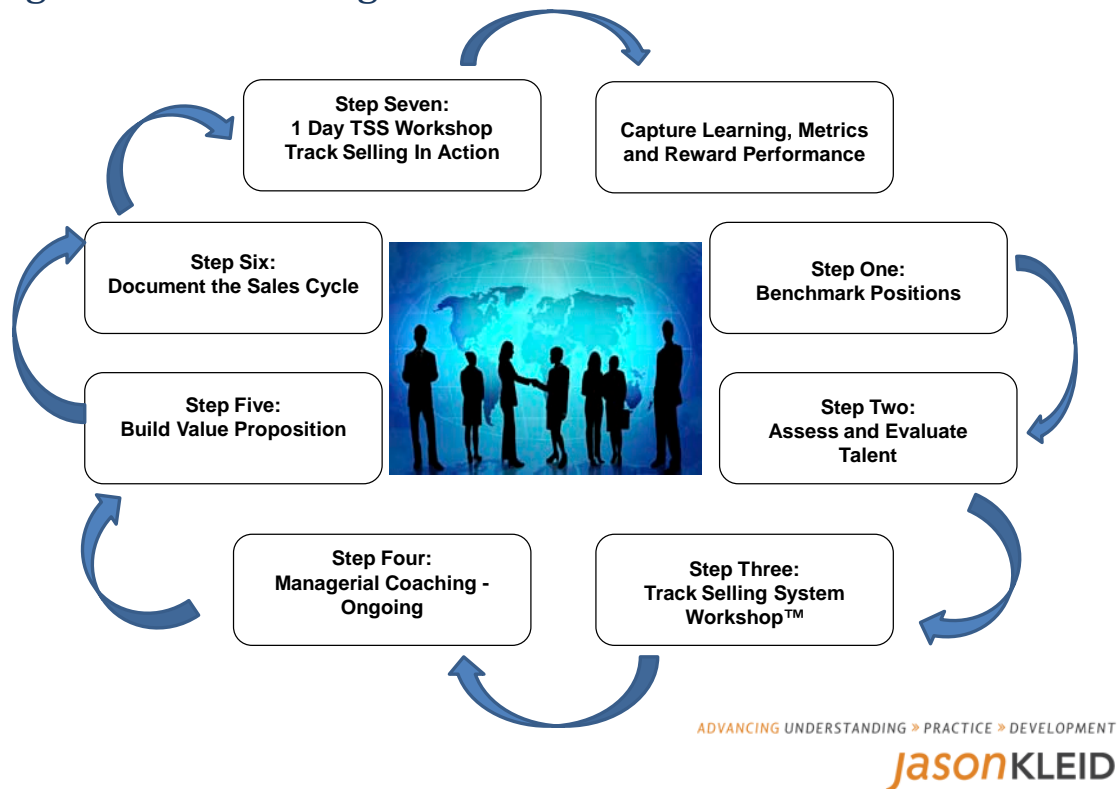 Step Seven:
1 Day TSS Workshop
Track Selling In Action
Capture Learning, Metrics
and Reward Performance
Step Six:
Document the Sales Cycle
Step One:
Benchmark Positions
Step Five:
Build Value Proposition
Step Two:
Assess and Evaluate
Talent
Step Four:
Managerial Coaching -
Ongoing
Step Three:
Track Selling System
Workshop™
ADVANCING UNDERSTANDING » PRACTICE » DEVELOPMENT
JasonKLEID